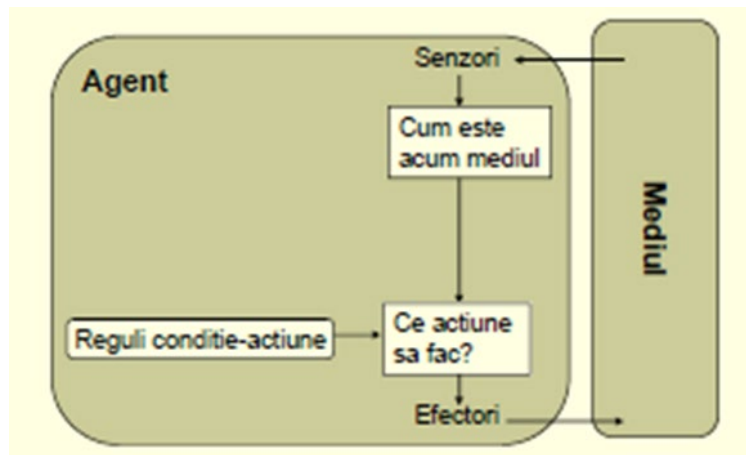 Agent
Senzori
Cum este
acum mediul
Mediul
Reguli conditie-actiune
Ce actiune
sa fac?
Efectori